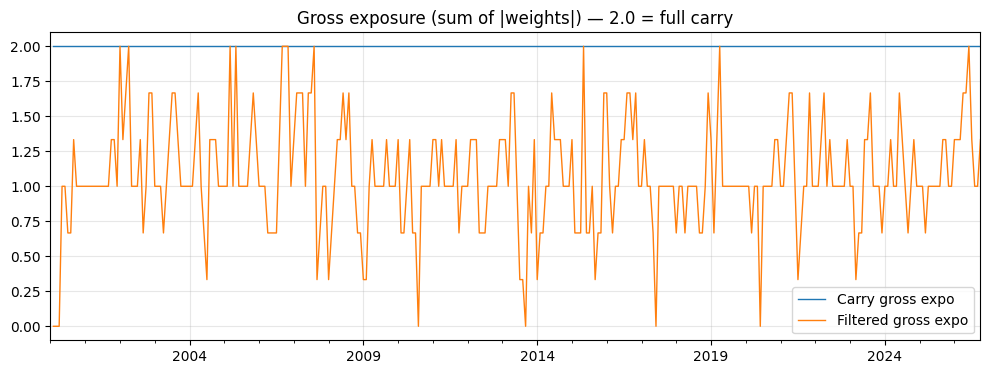 Gross exposure (sum of |weights|) — 2.0 = full carry
2.00
1.75
1.50
1.25
1.00
0.75
0.50
0.25
0.00
Carry gross expo
Filtered gross expo
2004 2009 2014 2019 2024